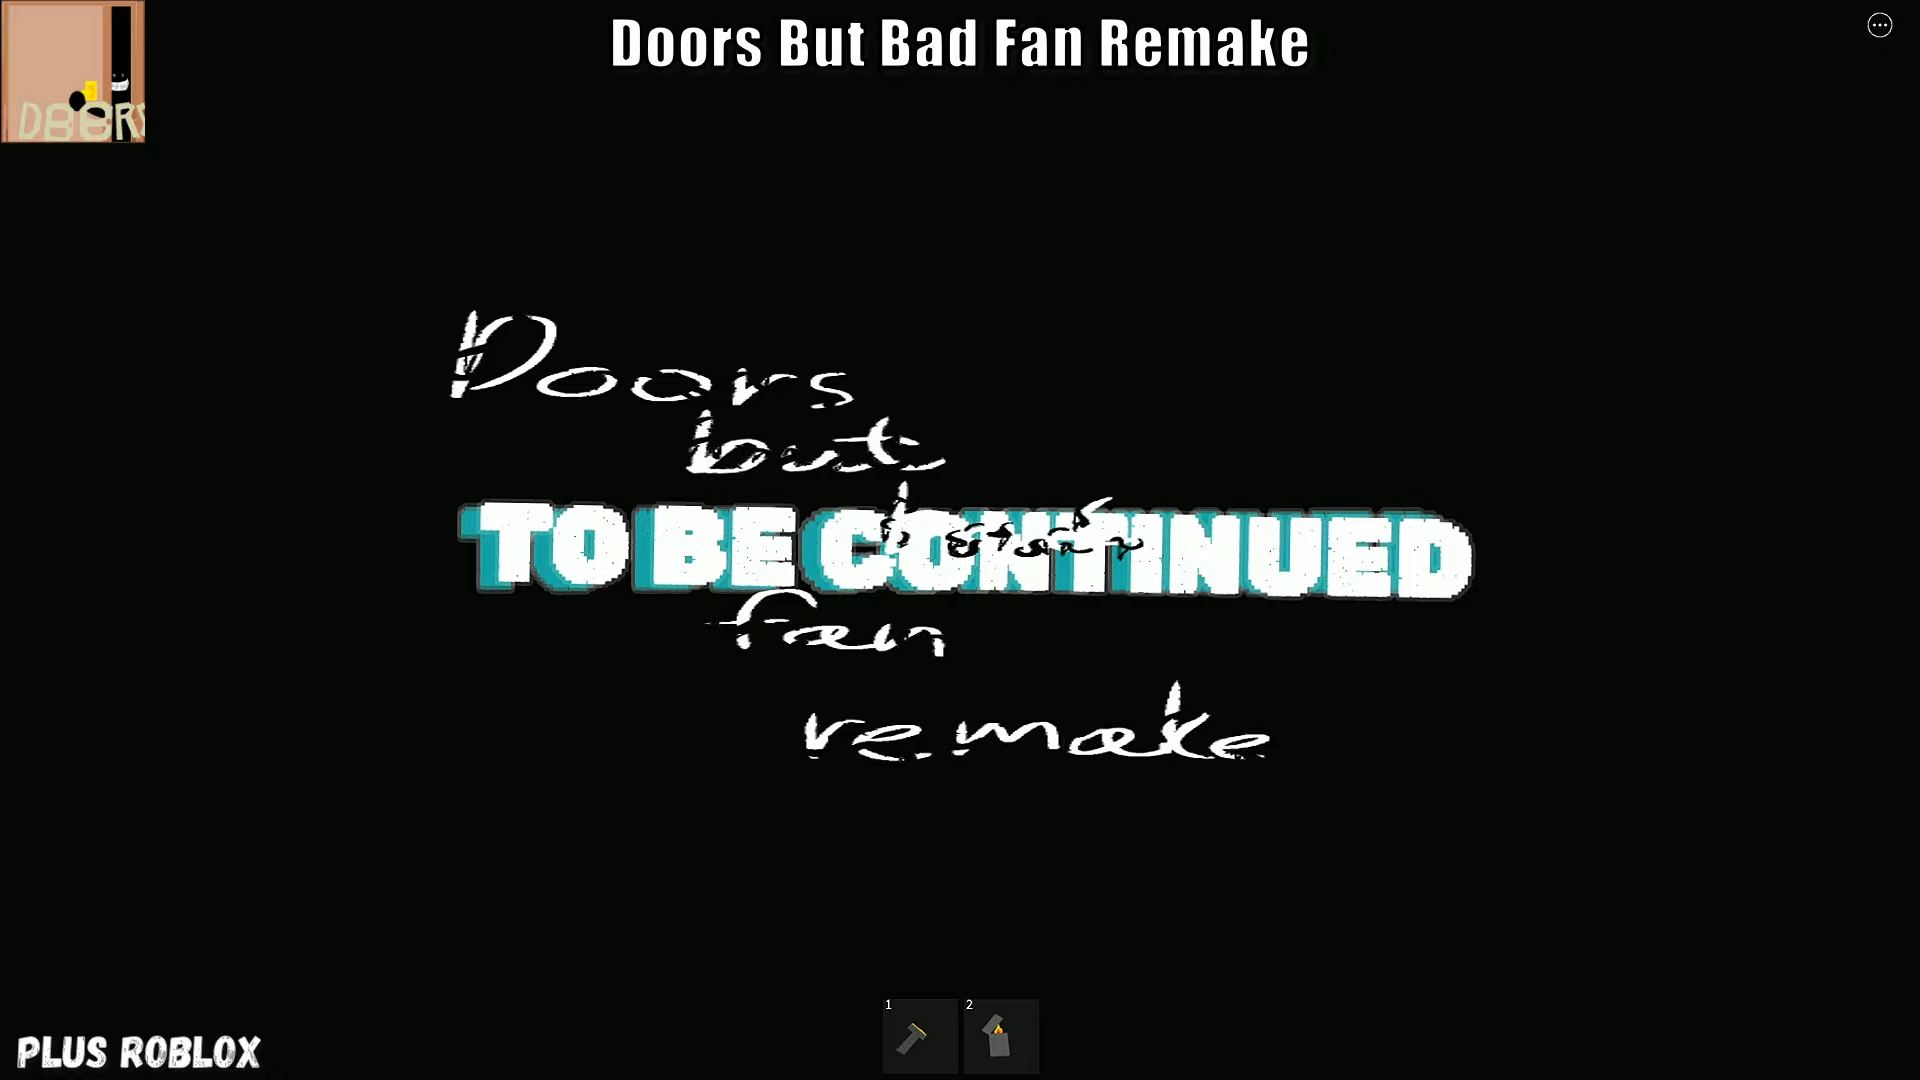 Doors But Bad Fan Remake
DOORS
Doors
but
TO BE CONTINUED
fan
remake
1
2
PLUS ROBLOX